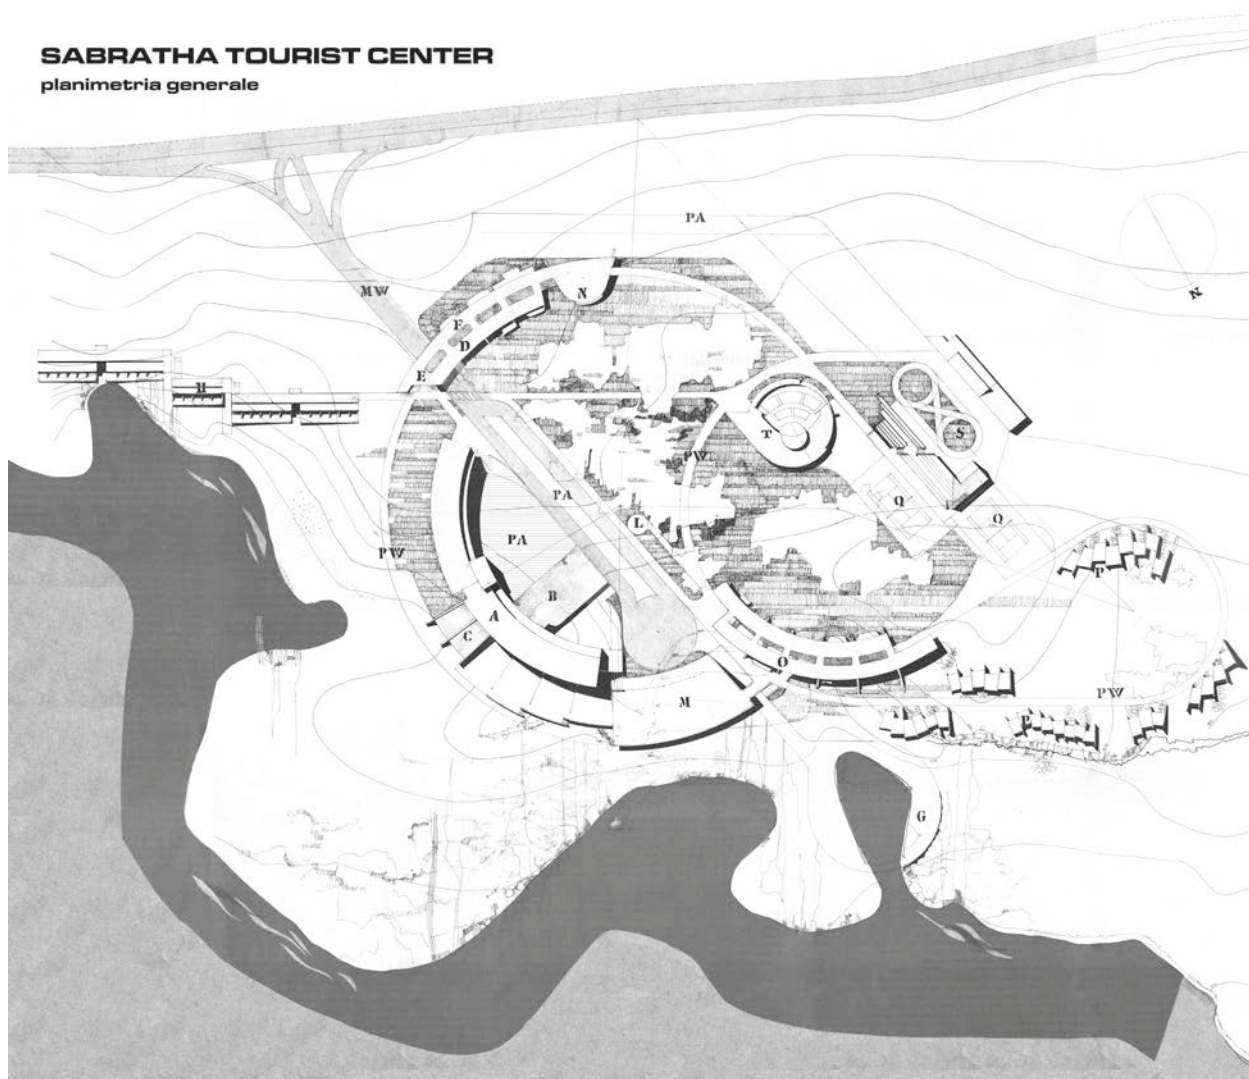 SABRATHA TOURIST CENTER
planimetria generale
PA
MW
N
N
F
D
E
H
T
S
PW
PA
L
Q
Q
PA
PW
B
A
C
P
O
M
PW
P
G